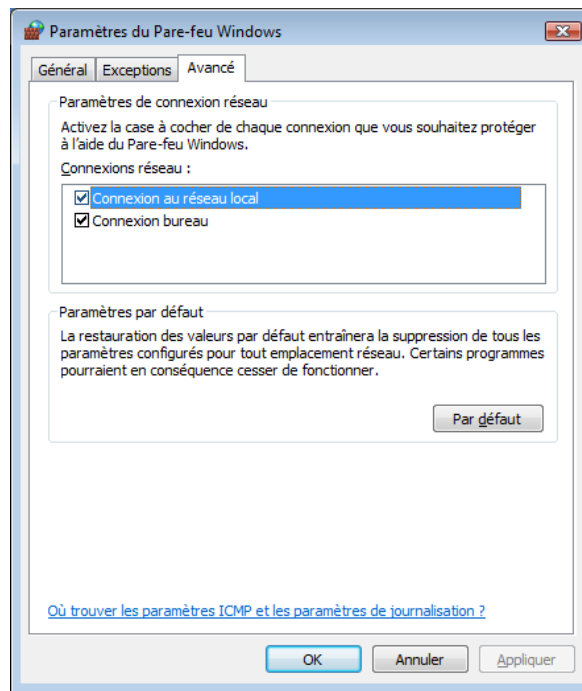 Paramètres du Pare-feu Windows
Général Exceptions Avancé
Paramètres de connexion réseau
Activez la case à cocher de chaque connexion que vous souhaitez protéger
à l'aide du Pare-feu Windows.
Connexions réseau :
Connexion au réseau local
Connexion bureau
Paramètres par défaut
La restauration des valeurs par défaut entraînera la suppression de tous les
paramètres configurés pour tout emplacement réseau. Certains programmes
pourraient en conséquence cesser de fonctionner.
Par défaut
Où trouver les paramètres ICMP et les paramètres de journalisation ?
OK Annuler Appliquer